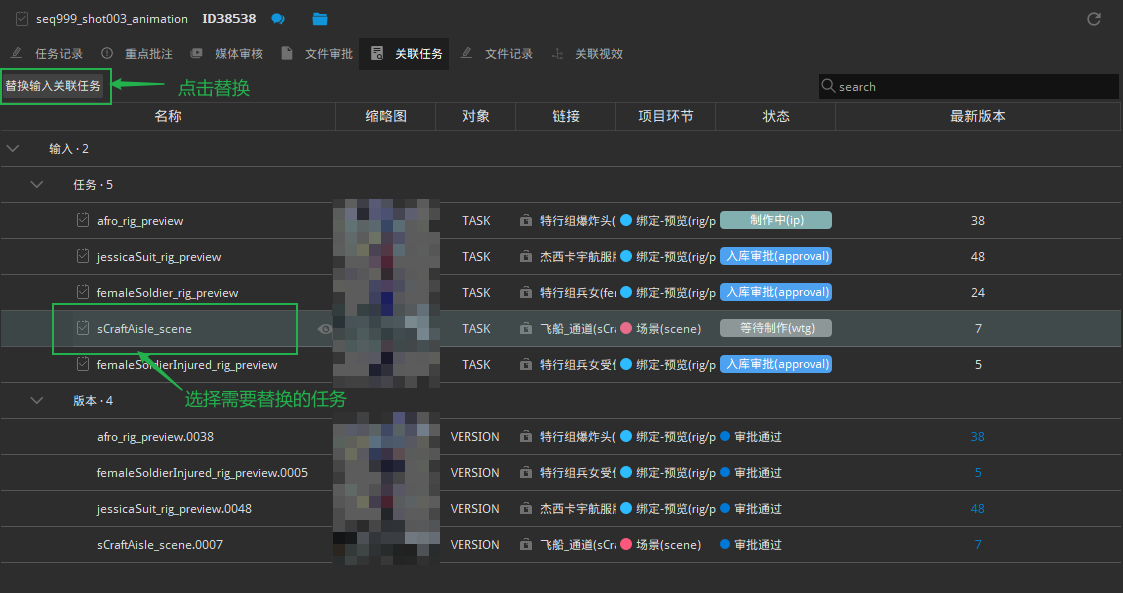 seq999_shot003_animation ID38538
任务记录 重点批注 媒体审核 文件审批 关联任务 文件记录 关联视效
替换输入关联任务 点击替换 search
名称 缩略图 对象 链接 项目环节 状态 最新版本
输入 · 2
任务 · 5
afro_rig_preview TASK 特行组爆炸头( 绑定-预览(rig/p 制作中(ip) 38
jessicaSuit_rig_preview TASK 杰西卡宇航服 绑定-预览(rig/p 入库审批(approval) 48
femaleSoldier_rig_preview TASK 特行组兵女(fer 绑定-预览(rig/p 入库审批(approval) 24
sCraftAisle_scene TASK 飞船_通道(sCra 场景(scene) 等待制作(wtg) 7
femaleSoldierInjured_rig_preview TASK 特行组兵女受 绑定-预览(rig/p 入库审批(approval) 5
选择需要替换的任务
版本 · 4
afro_rig_preview.0038 VERSION 特行组爆炸头( 绑定-预览(rig/p 审批通过 38
femaleSoldierInjured_rig_preview.0005 VERSION 特行组兵女受 绑定-预览(rig/p 审批通过 5
jessicaSuit_rig_preview.0048 VERSION 杰西卡宇航服 绑定-预览(rig/p 审批通过 48
sCraftAisle_scene.0007 VERSION 飞船_通道(sCra 场景(scene) 审批通过 7